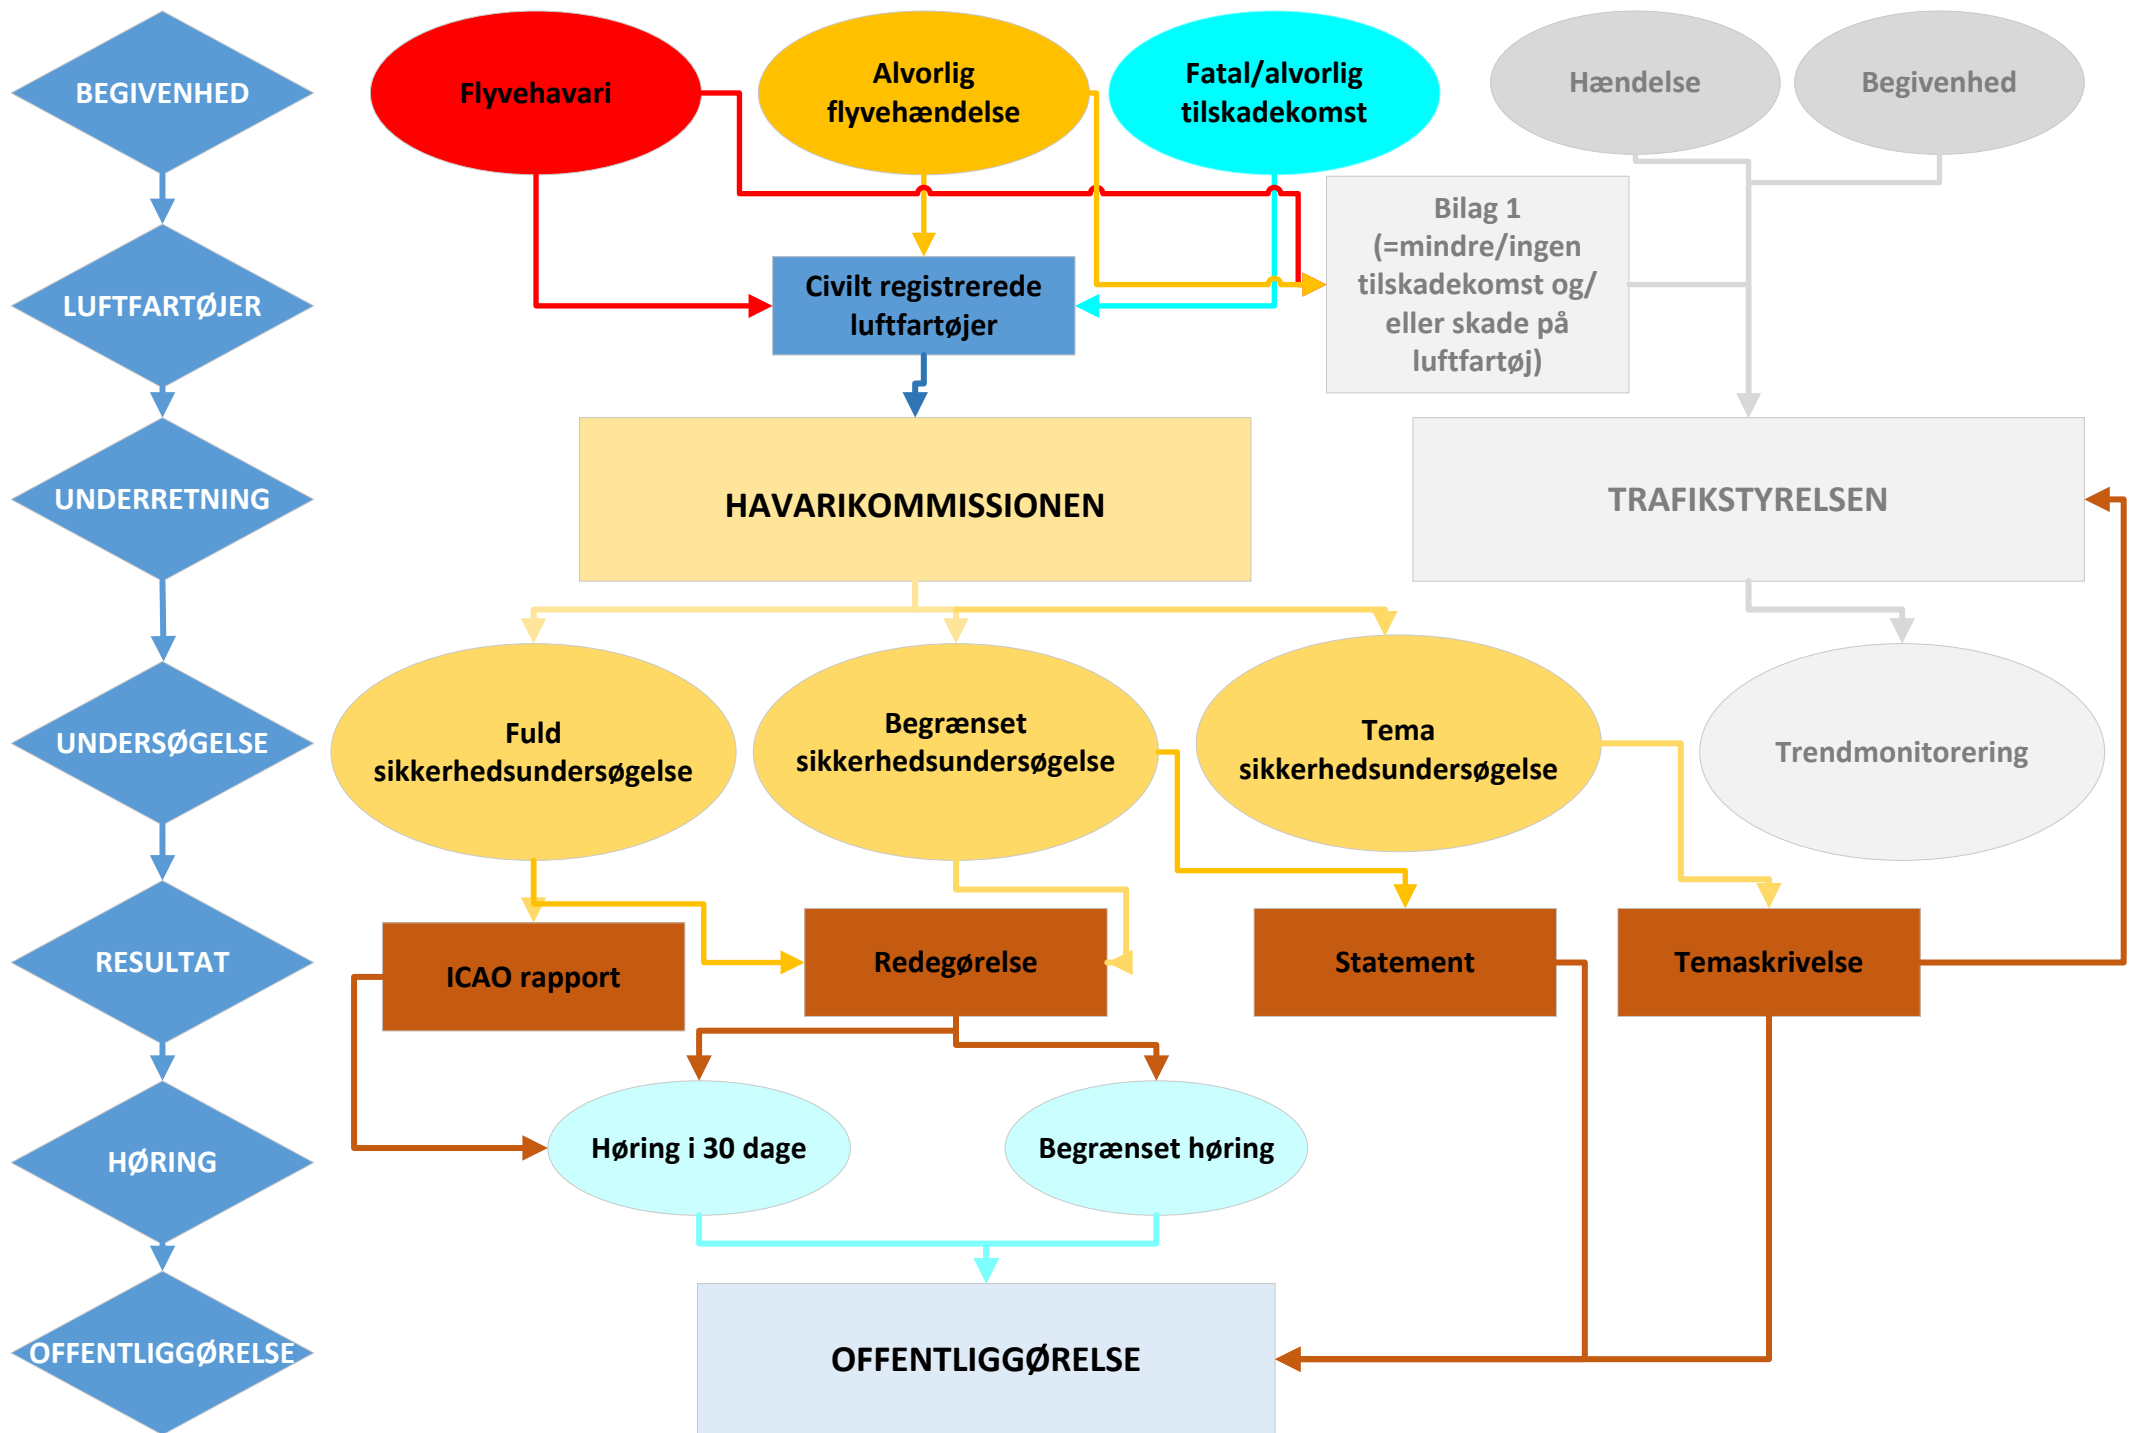 BEGIVENHED
Flyvehavari
Alvorlig
flyvehændelse
Fatal/alvorlig
tilskadekomst
Hændelse
Begivenhed
LUFTFARTØJER
Civilt registrerede
luftfartøjer
Bilag 1
(=mindre/ingen
tilskadekomst og/
eller skade på
luftfartøj)
UNDERRETNING
HAVARIKOMMISSIONEN
TRAFIKSTYRELSEN
UNDERSØGELSE
Fuld
sikkerhedsundersøgelse
Begrænset
sikkerhedsundersøgelse
Tema
sikkerhedsundersøgelse
Trendmonitorering
RESULTAT
ICAO rapport
Redegørelse
Statement
Temaskrivelse
HØRING
Høring i 30 dage
Begrænset høring
OFFENTLIGGØRELSE
OFFENTLIGGØRELSE